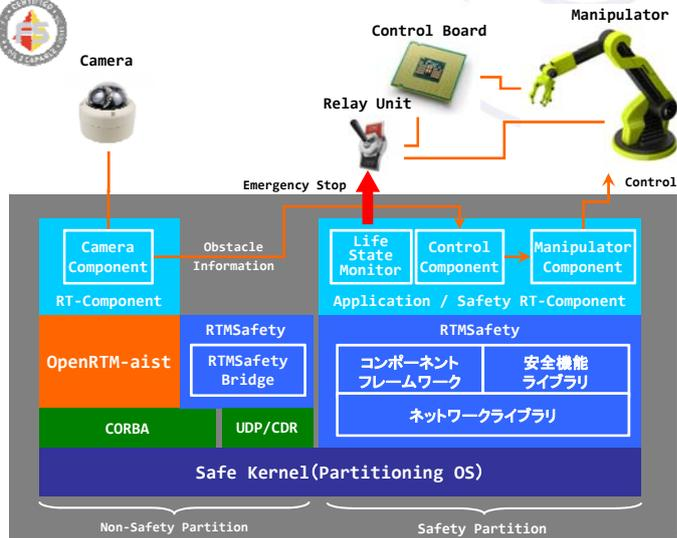 Manipulator
Control Board
Camera
Relay Unit
Emergency Stop
Control
Camera
Component
Obstacle
Information
Life
State
Monitor
Control
Component
Manipulator
Component
RT-Component
Application / Safety RT-Component
OpenRTM-aist
RTMSafety
RTMSafety
Bridge
RTMSafety
コンポーネント
フレームワーク
安全機能
ライブラリ
ネットワークライブラリ
CORBA
UDP/CDR
Safe Kernel(Partitioning OS)
Non-Safety Partition
Safety Partition